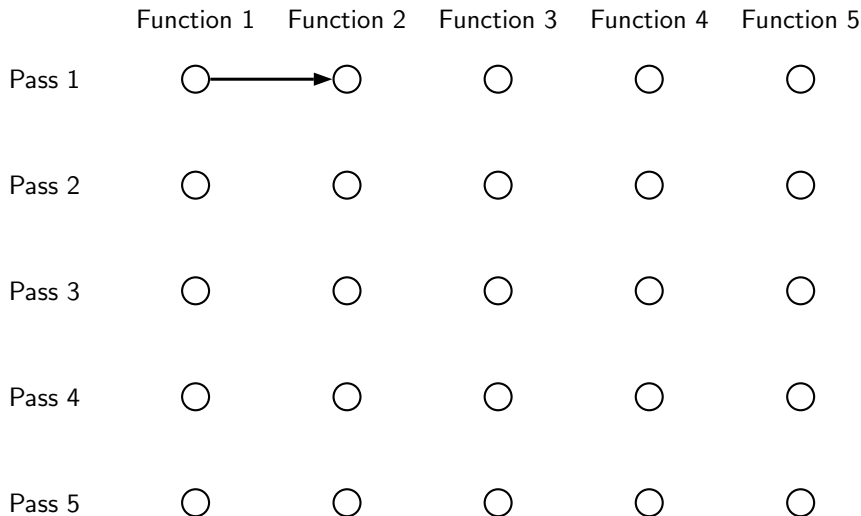 Function 1 Function 2 Function 3 Function 4 Function 5
Pass 1
Pass 2
Pass 3
Pass 4
Pass 5